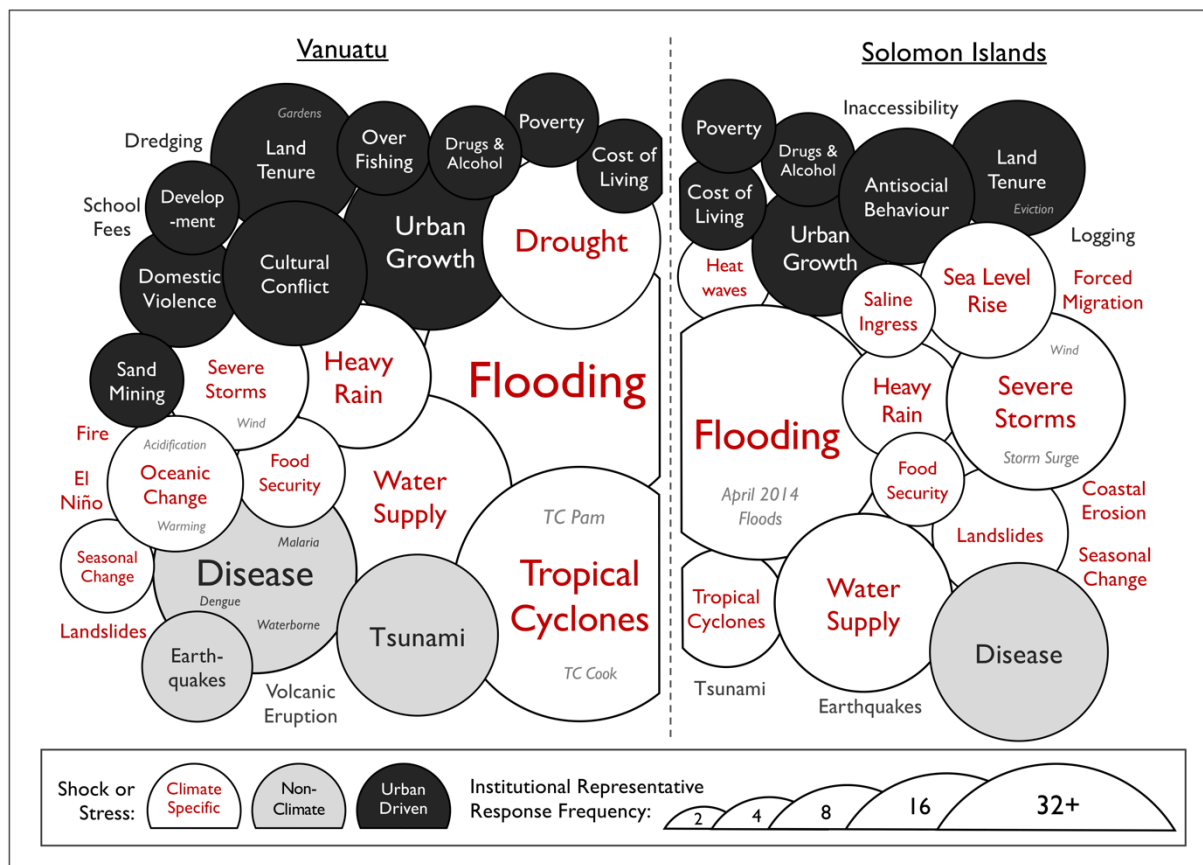 Vanuatu
Dredging
Gardens
Land
Tenure
Over
Fishing
Drugs &
Alcohol
Poverty
Cost of
Living
School
Fees
Develop
-ment
Domestic
Violence
Cultural
Conflict
Urban
Growth
Drought
Sand
Mining
Severe
Storms
Wind
Heavy
Rain
Flooding
Fire
El
Niño
Acidification
Oceanic
Change
Warming
Food
Security
Water
Supply
Seasonal
Change
Malaria
Disease
Dengue
Waterborne
TC Pam
Tropical
Cyclones
TC Cook
Landslides
Earth-
quakes
Volcanic
Eruption
Tsunami
Solomon Islands
Poverty
Drugs &
Alcohol
Inaccessibility
Antisocial
Behaviour
Land
Tenure
Eviction
Cost of
Living
Urban
Growth
Logging
Heat
waves
Saline
Ingress
Sea Level
Rise
Forced
Migration
Flooding
April 2014
Floods
Heavy
Rain
Wind
Severe
Storms
Storm Surge
Food
Security
Coastal
Erosion
Landslides
Seasonal
Change
Tropical
Cyclones
Water
Supply
Disease
Tsunami
Earthquakes
Shock or
Stress:
Climate
Specific
Non-
Climate
Urban
Driven
Institutional Representative
Response Frequency:
2
4
8
16
32+